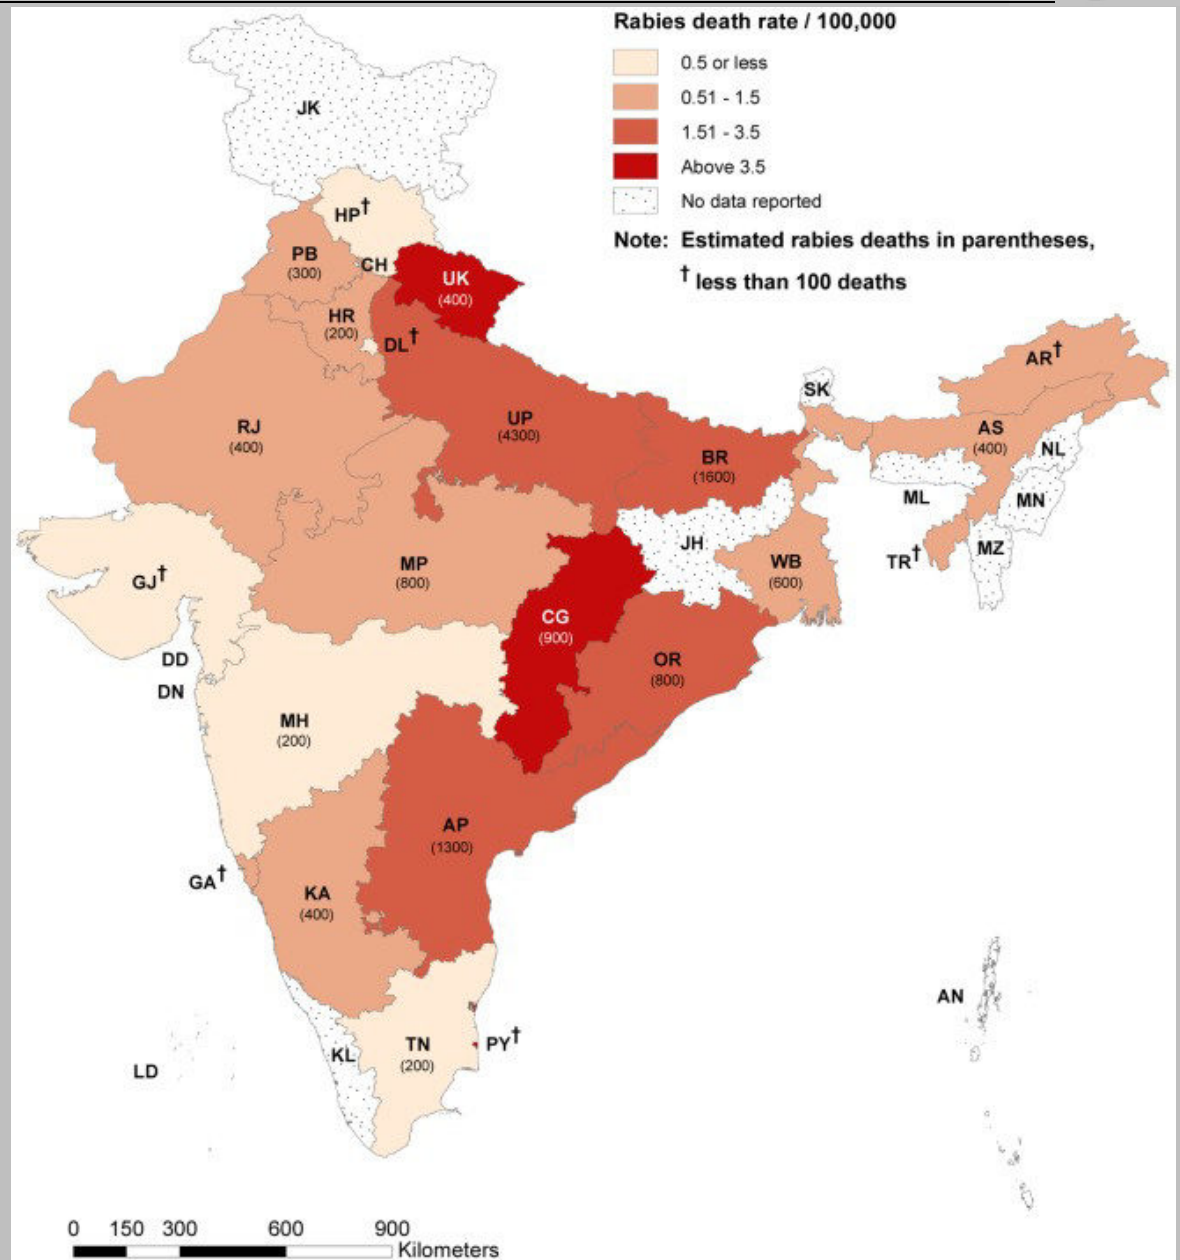 Rabies death rate / 100,000
0.5 or less
0.51 - 1.5
1.51 - 3.5
Above 3.5
No data reported
Note: Estimated rabies deaths in parentheses,
† less than 100 deaths
JK
HP†
PB
(300)
CH
UK
(400)
HR
(200)
DL†
AR†
SK
RJ
(400)
UP
(4300)
AS
(400)
NL
BR
(1600)
ML
MN
JH
TR†
MZ
GJ†
MP
(800)
WB
(600)
CG
(900)
DD
OR
(800)
DN
MH
(200)
AP
(1300)
GA†
KA
(400)
AN
KL
TN
(200)
PY†
LD
0 150 300 600 900
Kilometers